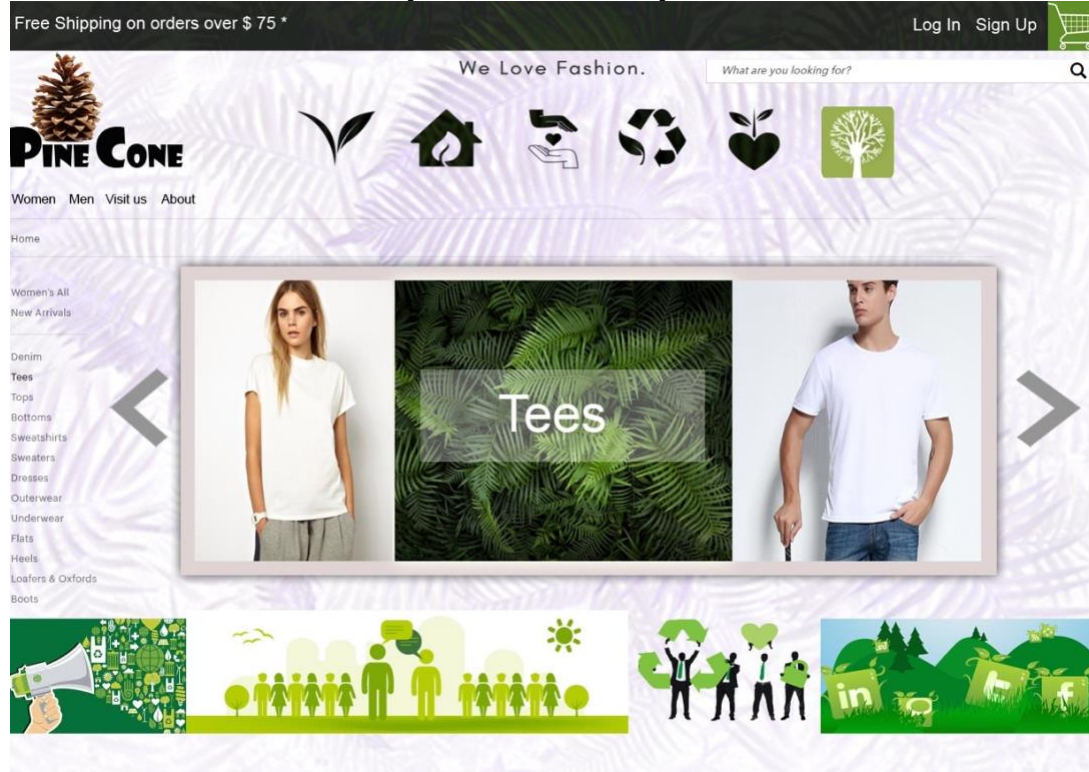 Free Shipping on orders over $ 75 *
Log In Sign Up
We Love Fashion.
What are you looking for?
PINE CONE
Women Men Visit us About
Home
Women's All
New Arrivals
Denim
Tees
Tops
Bottoms
Sweatshirts
Sweaters
Dresses
Outerwear
Underwear
Flats
Heels
Loafers & Oxfords
Boots
Tees
in
f